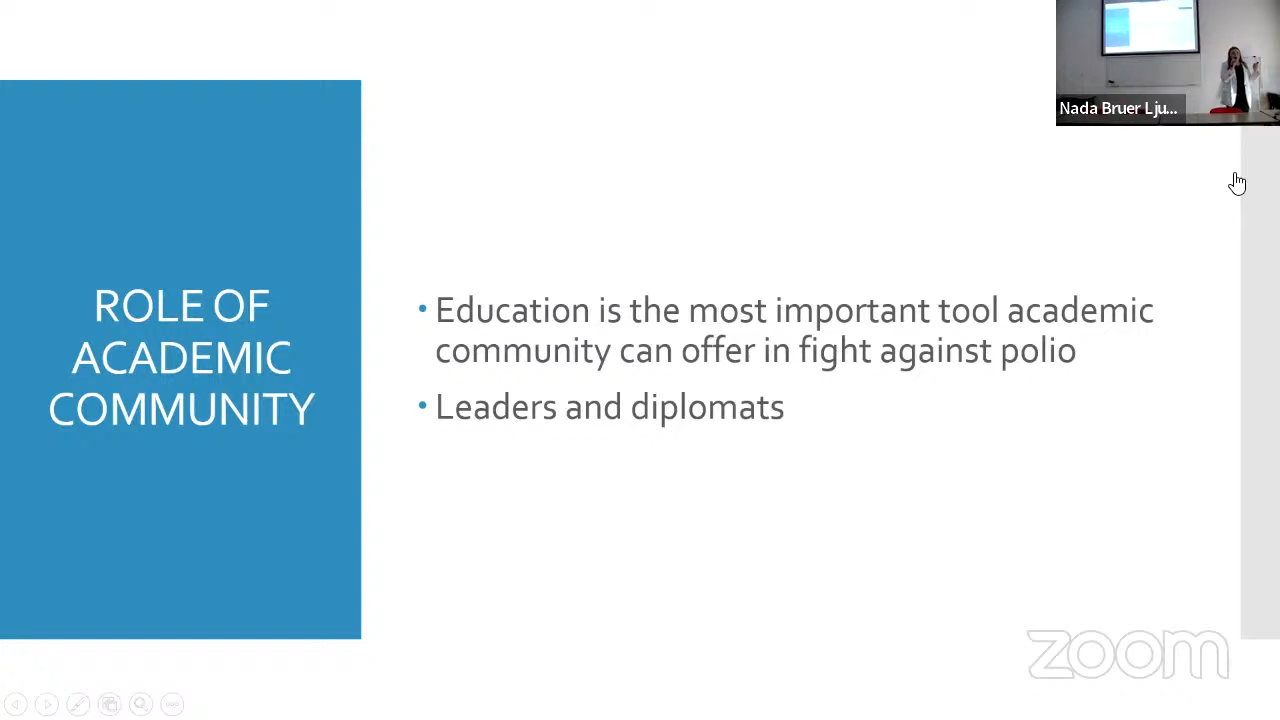 Nada Bruer Lju...
ROLE OF
ACADEMIC
COMMUNITY
• Education is the most important tool academic
community can offer in fight against polio
• Leaders and diplomats
zoom